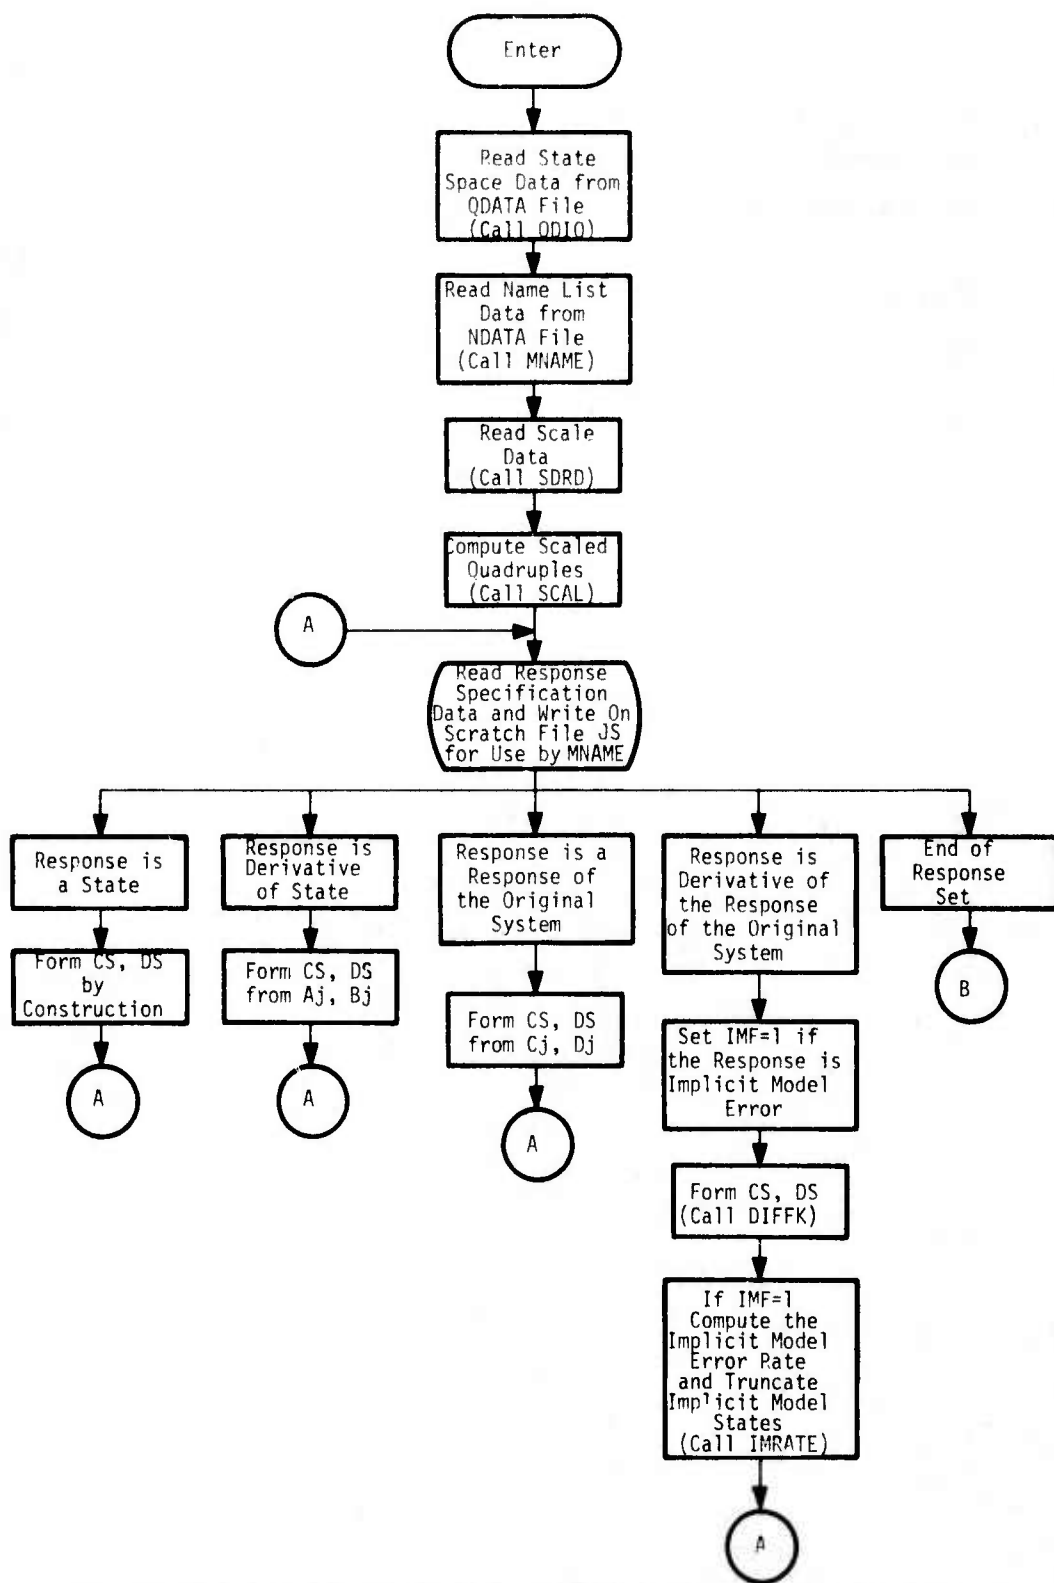 Enter
Read State
Space Data from
QDATA File
(Call QDIO)
Read Name List
Data from
NDATA File
(Call MNAME)
Read Scale
Data
(Call SDRD)
Compute Scaled
Quadruples
(Call SCAL)
A
Read Response
Specification
Data and Write On
Scratch File JS
for Use by MNAME
Response is
a State
Form CS, DS
by
Construction
A
Response is
Derivative
of State
Form CS, DS
from Aj, Bj
A
Response is a
Response of
the Original
System
Form CS, DS
from Cj, Dj
A
Response is
Derivative of
the Response
of the Original
System
Set IMF=1 if
the Response is
Implicit Model
Error
Form CS, DS
(Call DIFFK)
If IMF=1
Compute the
Implicit Model
Error Rate
and Truncate
Implicit Model
States
(Call IMRATE)
A
End of
Response
Set
B